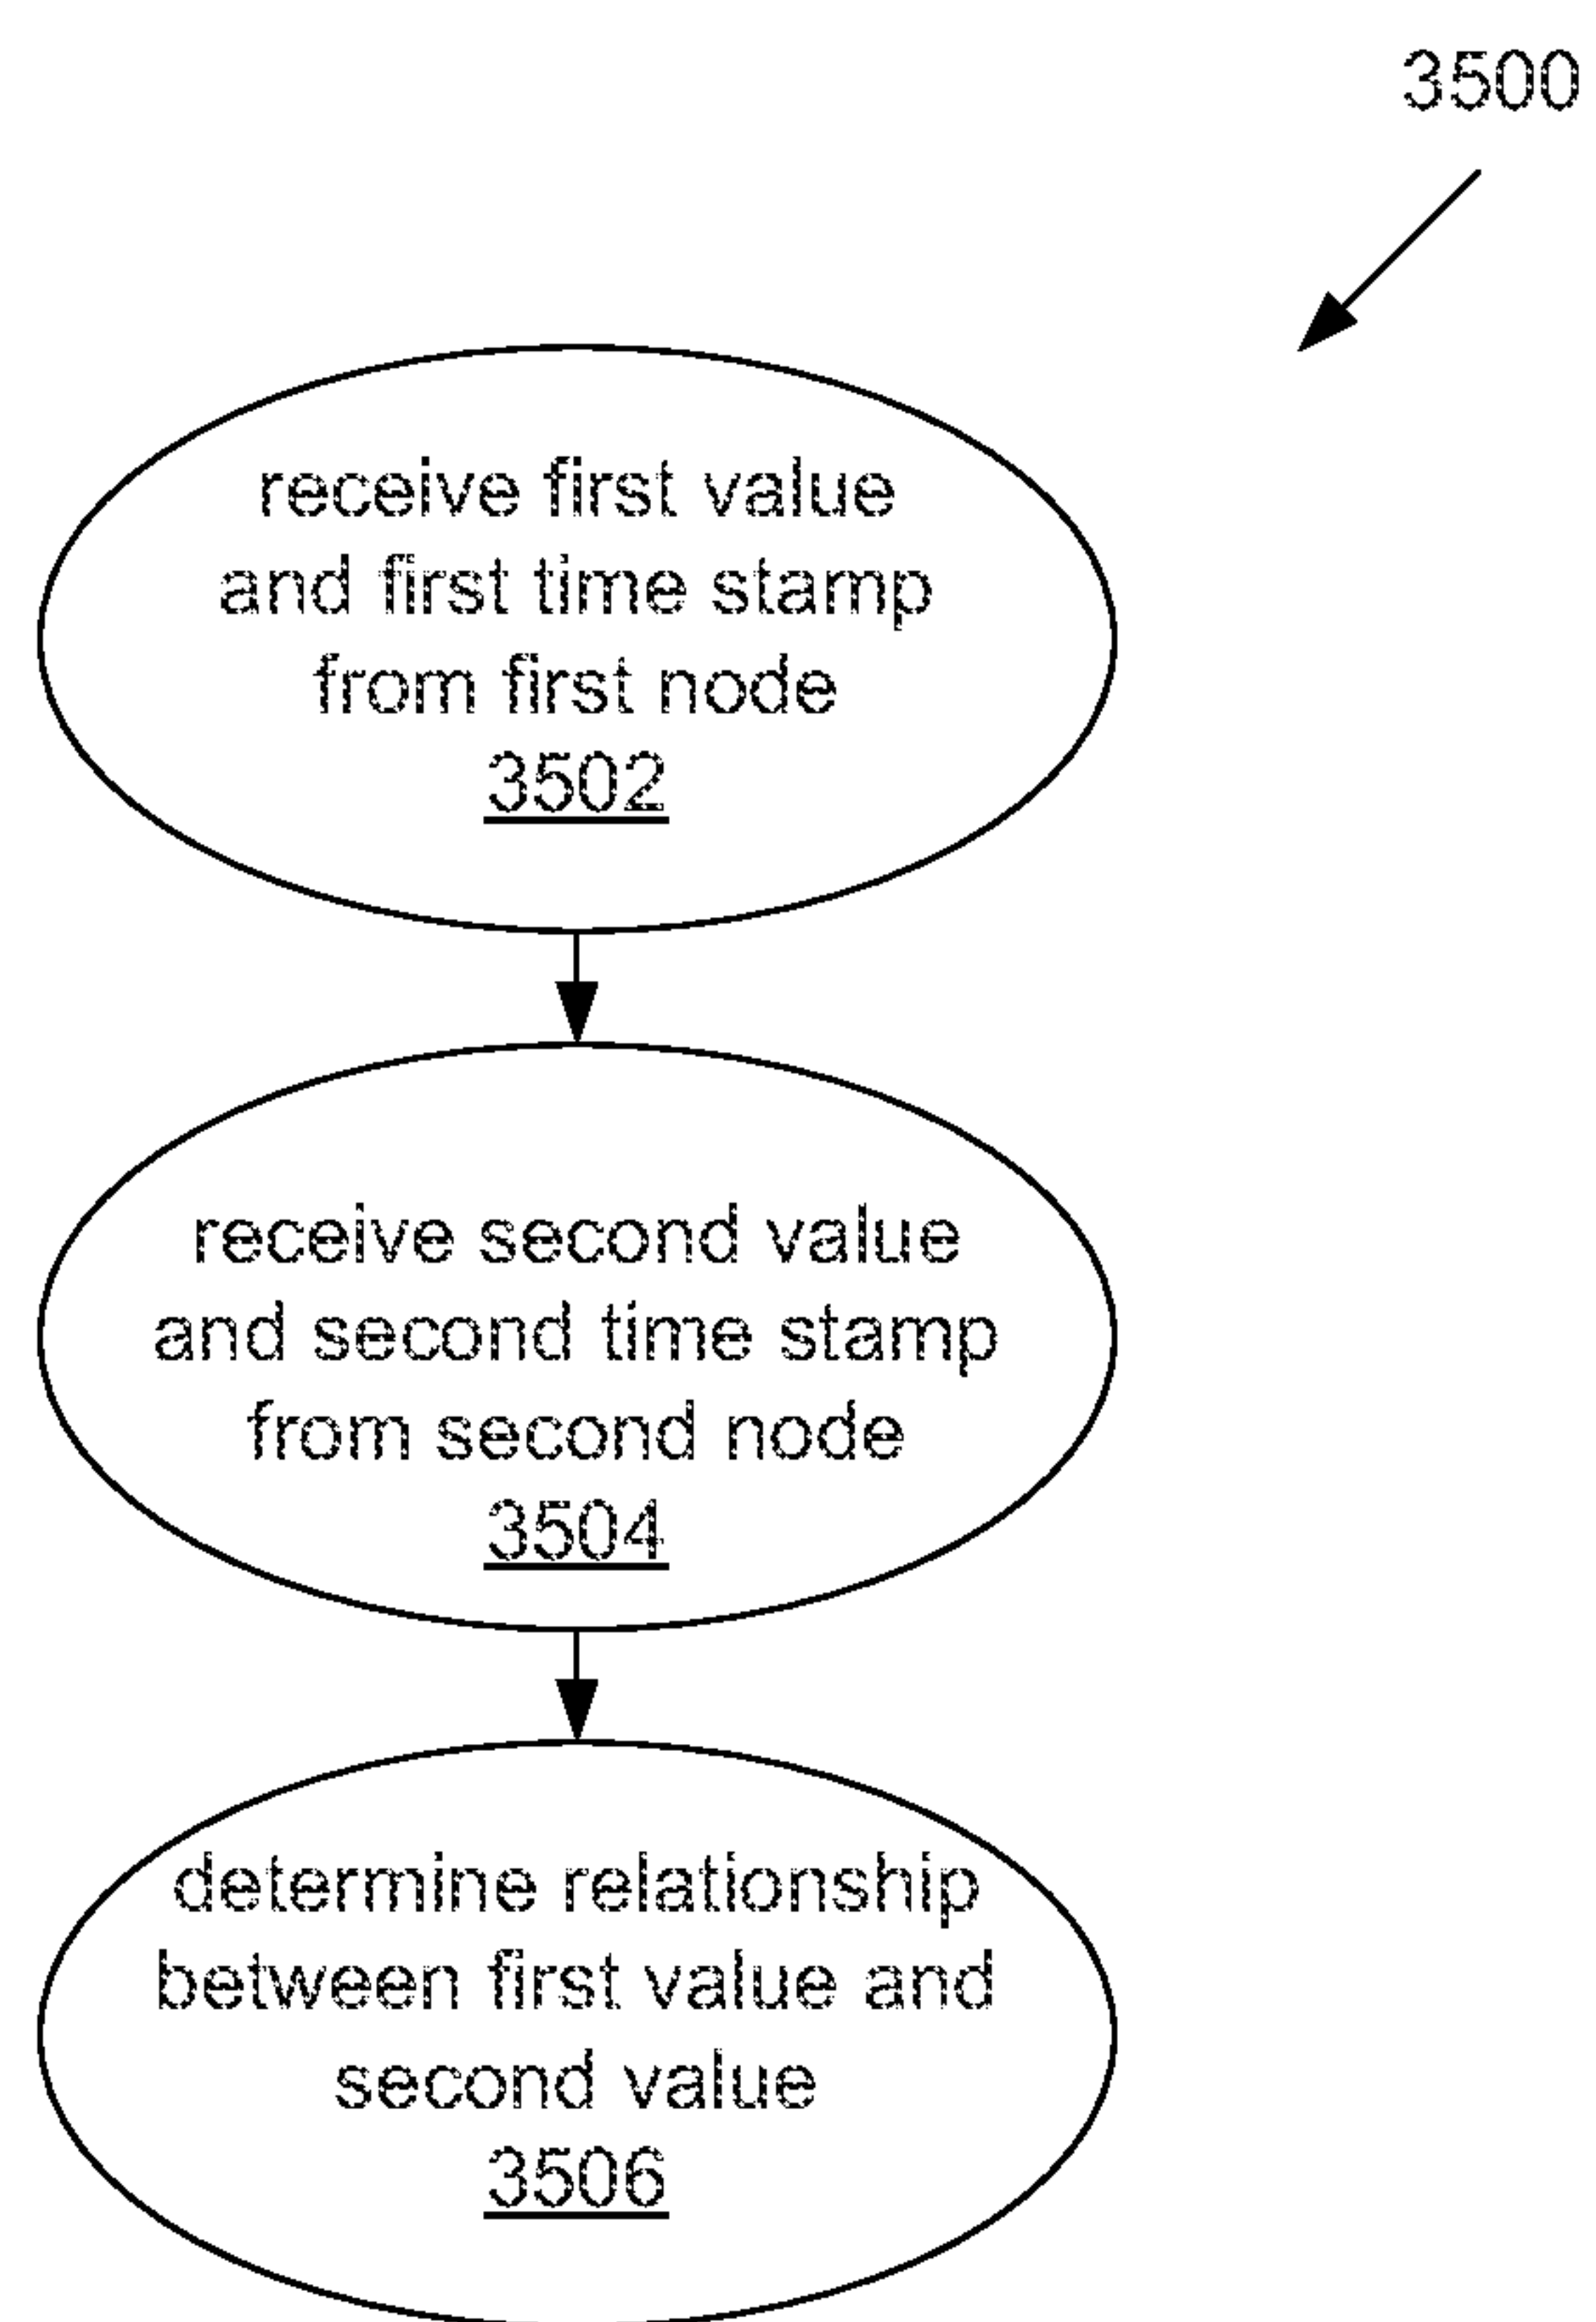 3500
receive first value
and first time stamp
from first node
3502
receive second value
and second time stamp
from second node
3504
determine relationship
between first value and
second value
3506